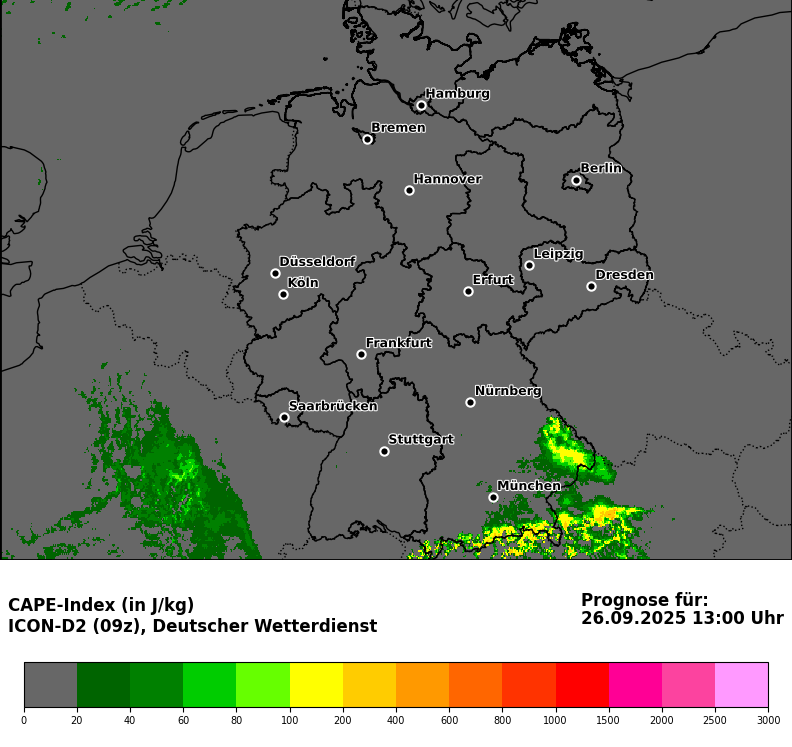 Hamburg
Bremen
Berlin
Hannover
Leipzig
Düsseldorf
Dresden
Köln
Erfurt
Frankfurt
Nürnberg
Saarbrücken
Stuttgart
München
CAPE-Index (in J/kg)
ICON-D2 (09z), Deutscher Wetterdienst
Prognose für:
26.09.2025 13:00 Uhr
0 20 40 60 80 100 200 400 600 800 1000 1500 2000 2500 3000